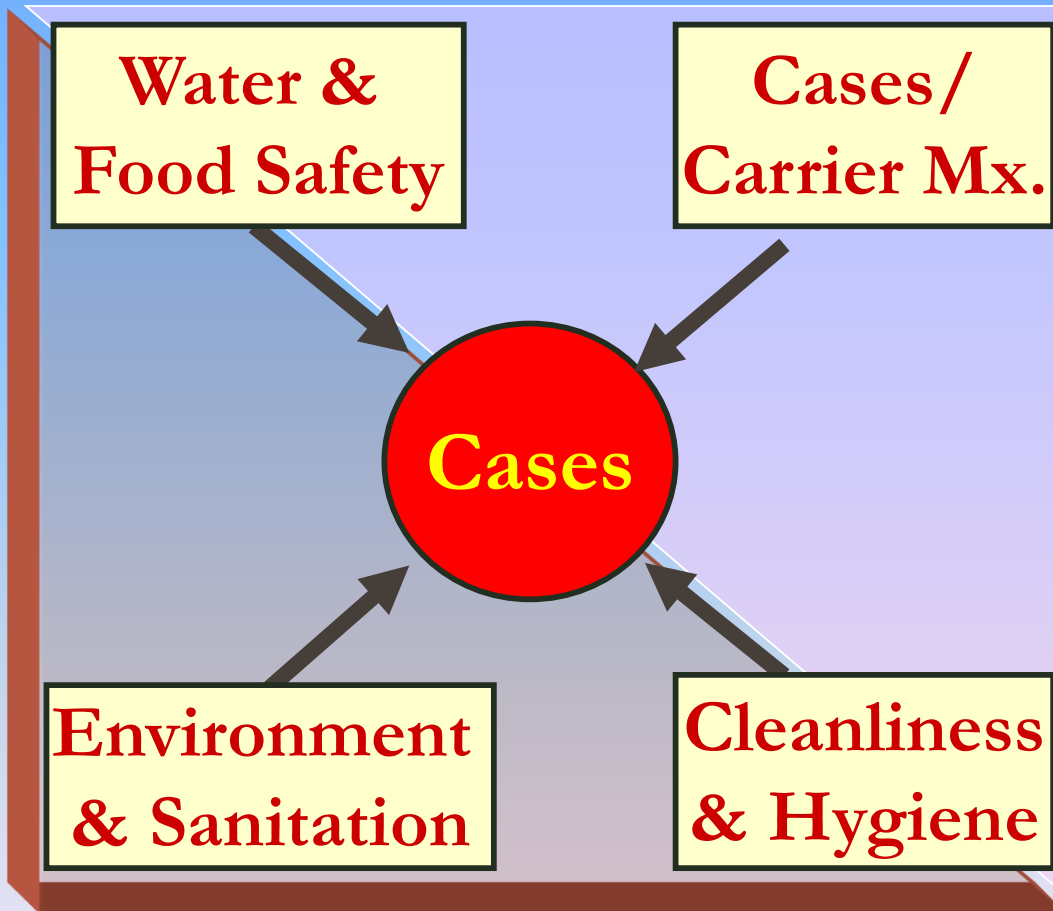 Water &
Food Safety
Cases/
Carrier Mx.
Cases
Environment
& Sanitation
Cleanliness
& Hygiene